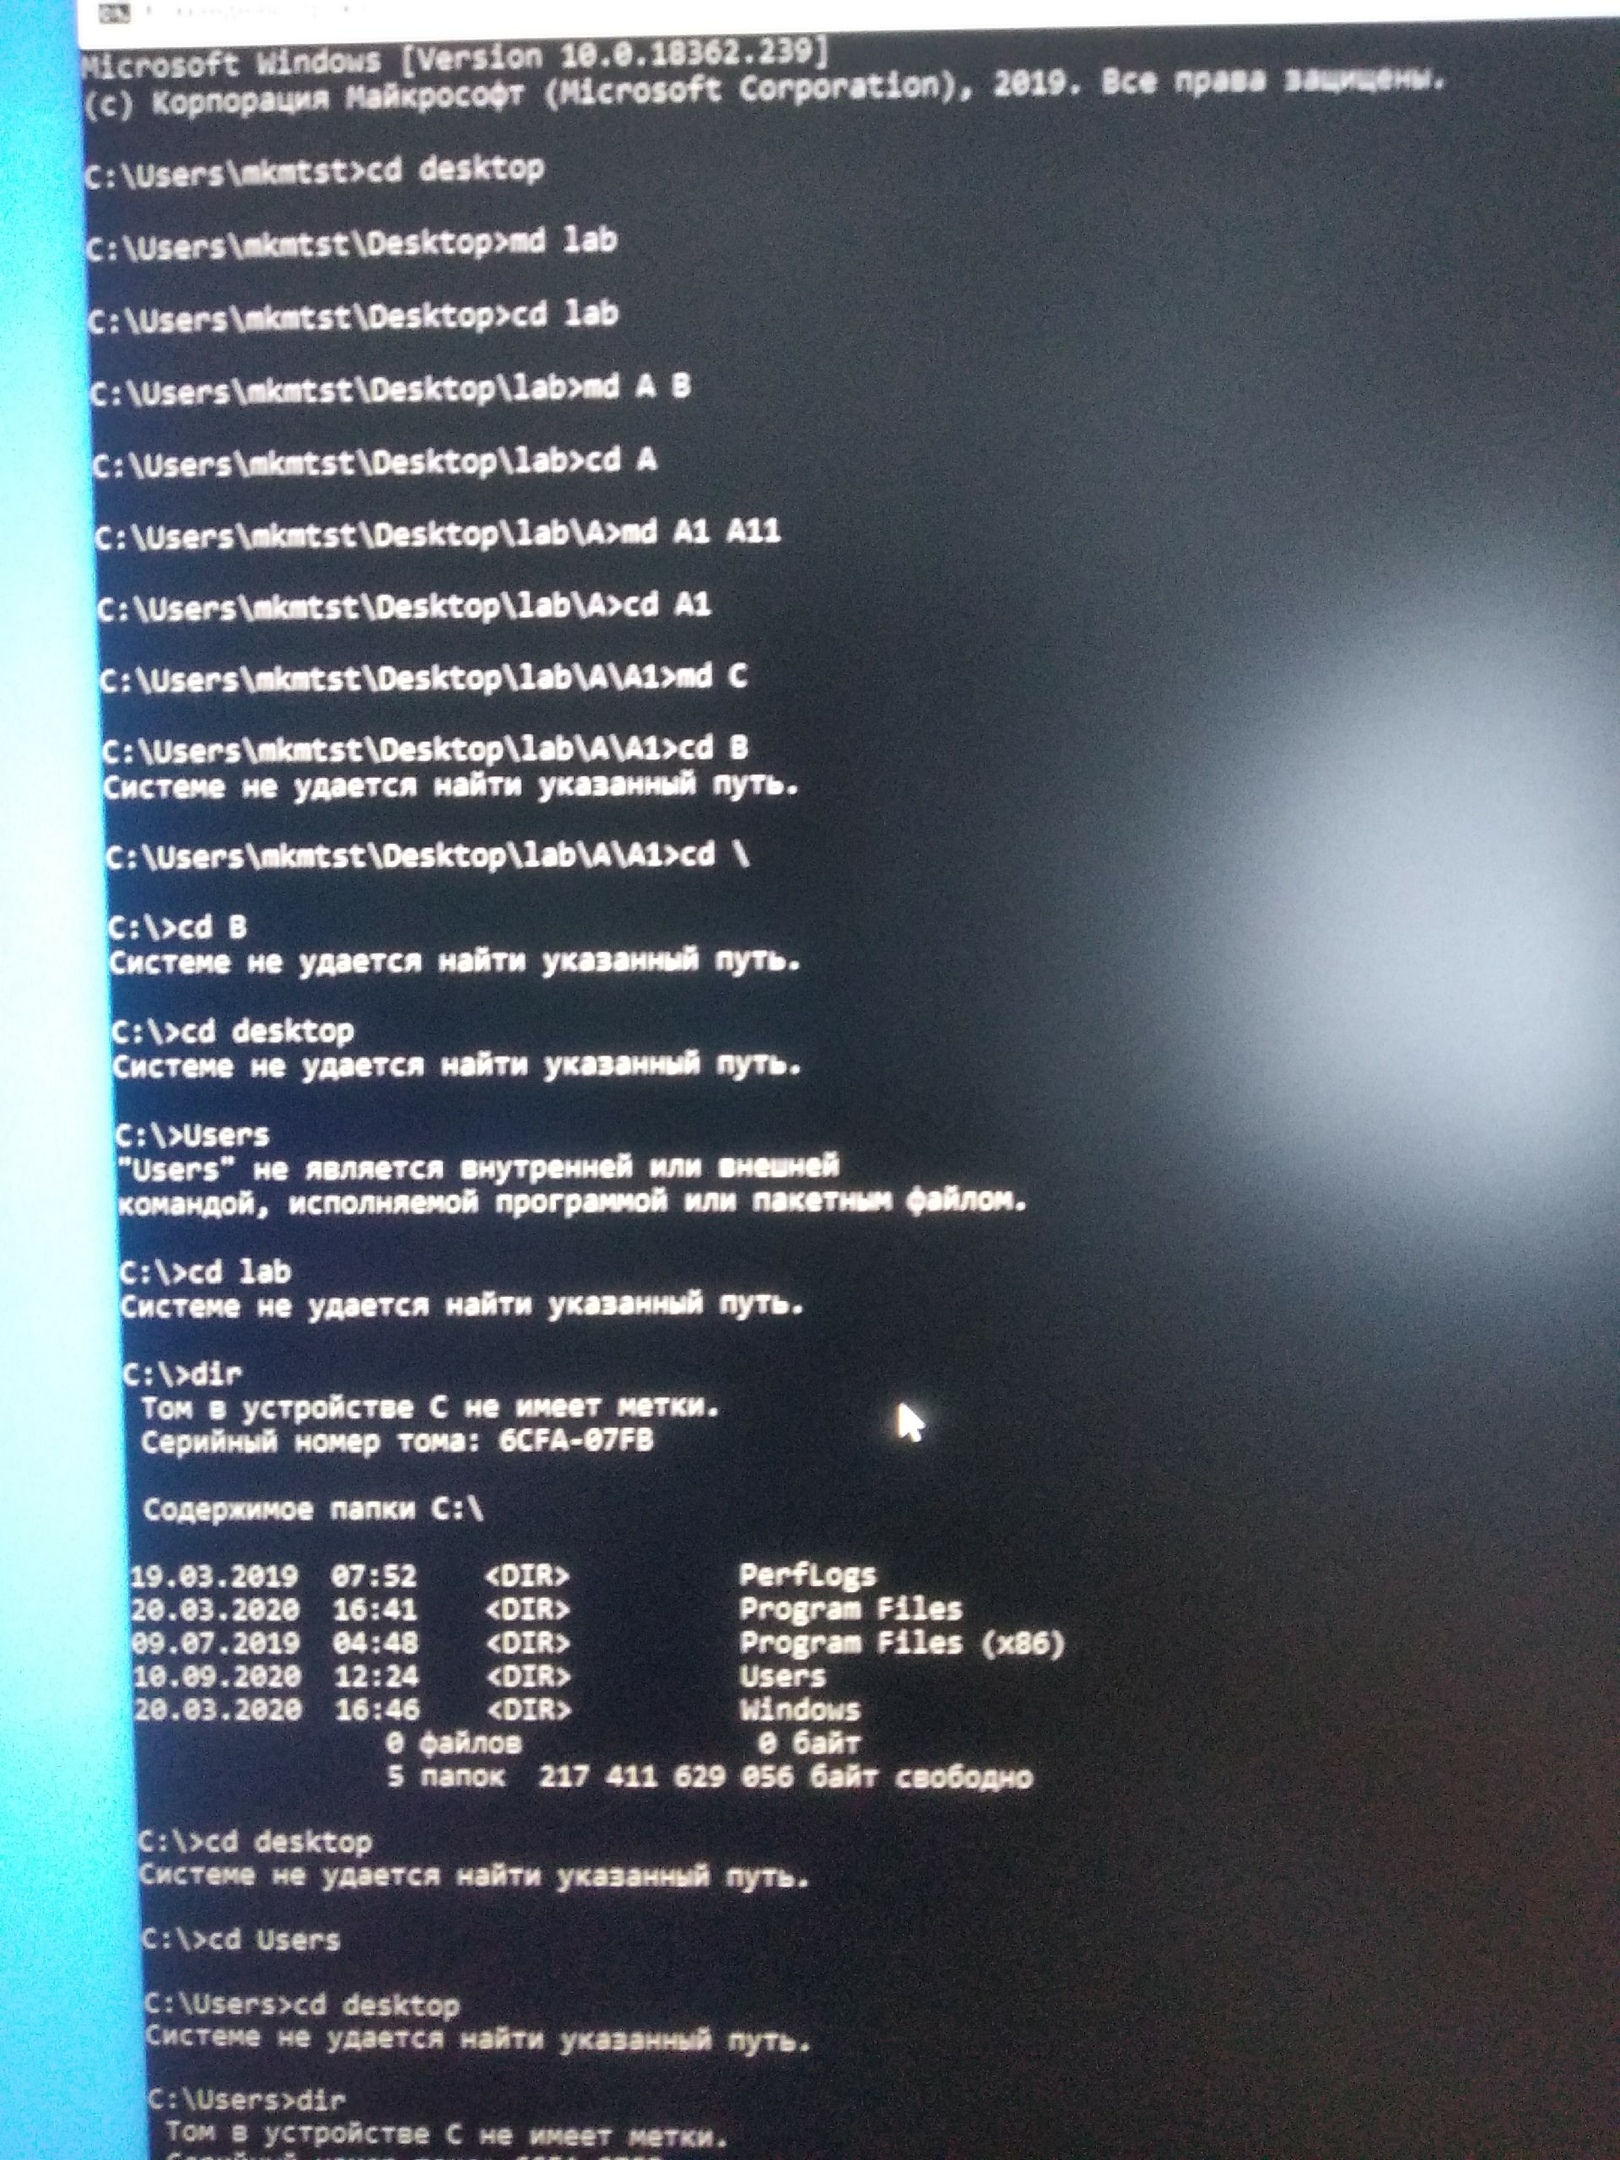 Microsoft Windows [Version 10.0.18362.239]
(c) Корпорация Майкрософт (Microsoft Corporation), 2019. Все права защищены.
C:\Users\mkmtst>cd desktop
C:\Users\mkmtst\Desktop>md lab
C:\Users\mkmtst\Desktop>cd lab
C:\Users\mkmtst\Desktop\lab>md A B
C:\Users\mkmtst\Desktop\lab>cd A
C:\Users\mkmtst\Desktop\lab\A>md A1 A11
C:\Users\mkmtst\Desktop\lab\A>cd A1
C:\Users\mkmtst\Desktop\lab\A\A1>md C
C:\Users\mkmtst\Desktop\lab\A\A1>cd B
Системе не удается найти указанный путь.
C:\Users\mkmtst\Desktop\lab\A\A1>cd \
C:\>cd B
Системе не удается найти указанный путь.
C:\>cd desktop
Системе не удается найти указанный путь.
C:\>Users
"Users" не является внутренней или внешней
командой, исполняемой программой или пакетным файлом.
C:\>cd lab
Системе не удается найти указанный путь.
C:\>dir
Том в устройстве C не имеет метки.
Серийный номер тома: 6CFA-07FB
Содержимое папки C:\
19.03.2019 07:52 <DIR> PerfLogs
20.03.2020 16:41 <DIR> Program Files
09.07.2019 04:48 <DIR> Program Files (x86)
10.09.2020 12:24 <DIR> Users
20.03.2020 16:46 <DIR> Windows
0 файлов 0 байт
5 папок 217 411 629 056 байт свободно
C:\>cd desktop
Системе не удается найти указанный путь.
C:\>cd Users
C:\Users>cd desktop
Системе не удается найти указанный путь.
C:\Users>dir
Том в устройстве C не имеет метки.